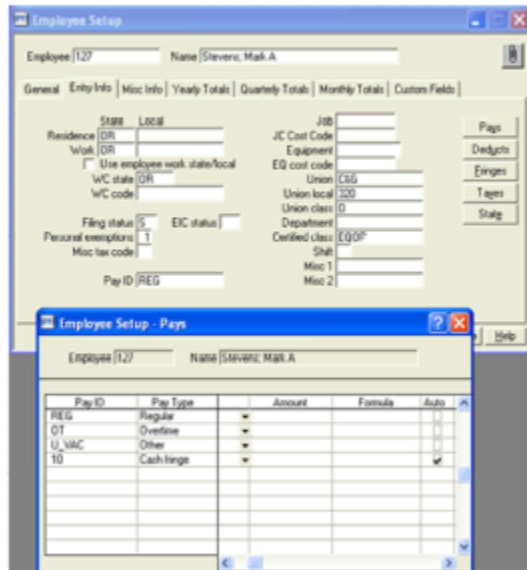 Employee Setup
Employee 127 Name Stevens, Mark A
General Entry Info Misc Info Yearly Totals Quarterly Totals Monthly Totals Custom Fields
State Local
Residence OR
Work OR
Use employee work state/local
WC state OR
WC code
Filing status S EIC status
Personal exemptions 1
Misc tax code
Pay ID REG
Job
JC Cost Code
Equipment
EQ cost code
Union C&G
Union local 320
Union class O
Department
Certified class EQOP
Shift
Misc 1
Misc 2
Pays
Deducts
Fringes
Taxes
State
Help
Employee Setup - Pays
Employee 127 Name Stevens, Mark A
Pay ID Pay Type Amount Formula Auto
REG Regular
OT Overtime
U_VAC Other
10 Cash fringe